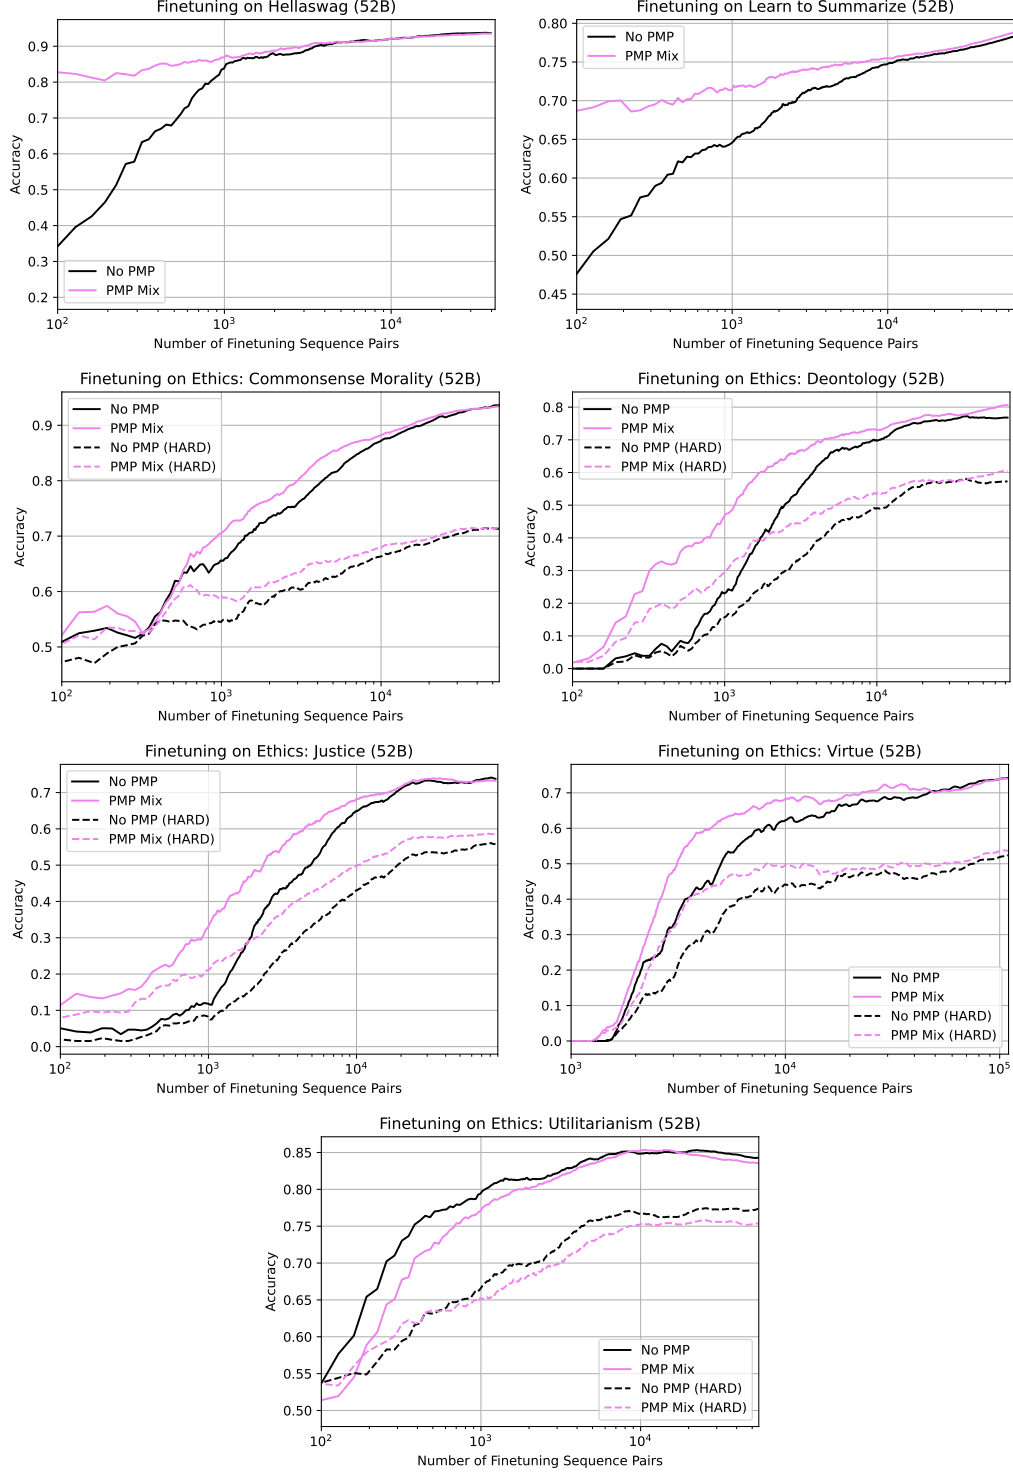 Finetuning on Hellaswag (52B)
0.9
0.8
0.7
0.6
0.5
0.4
0.3
0.2
Accuracy
No PMP
PMP Mix
10²
10³
10⁴
Number of Finetuning Sequence Pairs
Finetuning on Learn to Summarize (52B)
0.80
0.75
0.70
0.65
0.60
0.55
0.50
0.45
Accuracy
No PMP
PMP Mix
10²
10³
10⁴
Number of Finetuning Sequence Pairs
Finetuning on Ethics: Commonsense Morality (52B)
0.9
0.8
0.7
0.6
0.5
Accuracy
No PMP
PMP Mix
No PMP (HARD)
PMP Mix (HARD)
10²
10³
10⁴
Number of Finetuning Sequence Pairs
Finetuning on Ethics: Deontology (52B)
0.8
0.7
0.6
0.5
0.4
0.3
0.2
0.1
0.0
Accuracy
No PMP
PMP Mix
No PMP (HARD)
PMP Mix (HARD)
10²
10³
10⁴
Number of Finetuning Sequence Pairs
Finetuning on Ethics: Justice (52B)
0.7
0.6
0.5
0.4
0.3
0.2
0.1
0.0
Accuracy
No PMP
PMP Mix
No PMP (HARD)
PMP Mix (HARD)
10²
10³
10⁴
Number of Finetuning Sequence Pairs
Finetuning on Ethics: Virtue (52B)
0.7
0.6
0.5
0.4
0.3
0.2
0.1
0.0
Accuracy
No PMP
PMP Mix
No PMP (HARD)
PMP Mix (HARD)
10³
10⁴
10⁵
Number of Finetuning Sequence Pairs
Finetuning on Ethics: Utilitarianism (52B)
0.85
0.80
0.75
0.70
0.65
0.60
0.55
0.50
Accuracy
No PMP
PMP Mix
No PMP (HARD)
PMP Mix (HARD)
10²
10³
10⁴
Number of Finetuning Sequence Pairs